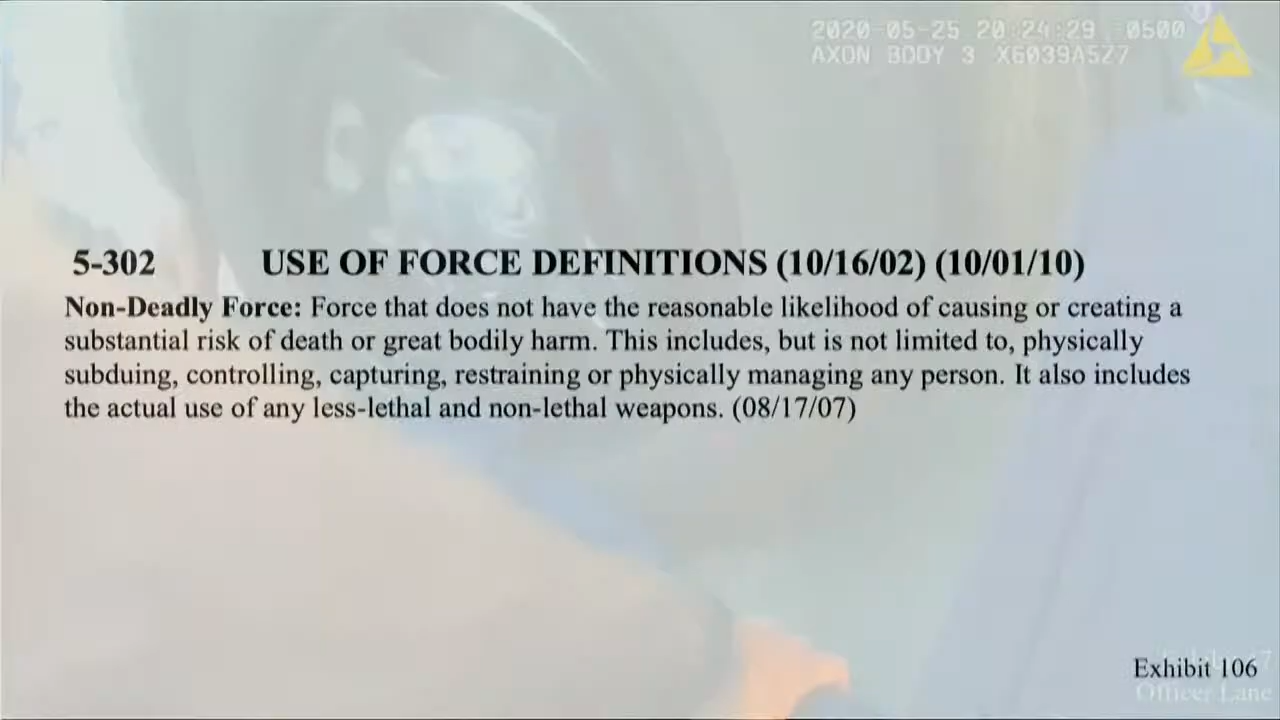 2020-05-25 20:24:29 -0500
AXON BODY 3 X6039A5Z7
5-302 USE OF FORCE DEFINITIONS (10/16/02) (10/01/10)
Non-Deadly Force: Force that does not have the reasonable likelihood of causing or creating a
substantial risk of death or great bodily harm. This includes, but is not limited to, physically
subduing, controlling, capturing, restraining or physically managing any person. It also includes
the actual use of any less-lethal and non-lethal weapons. (08/17/07)
Exhibit 106
Officer Lane